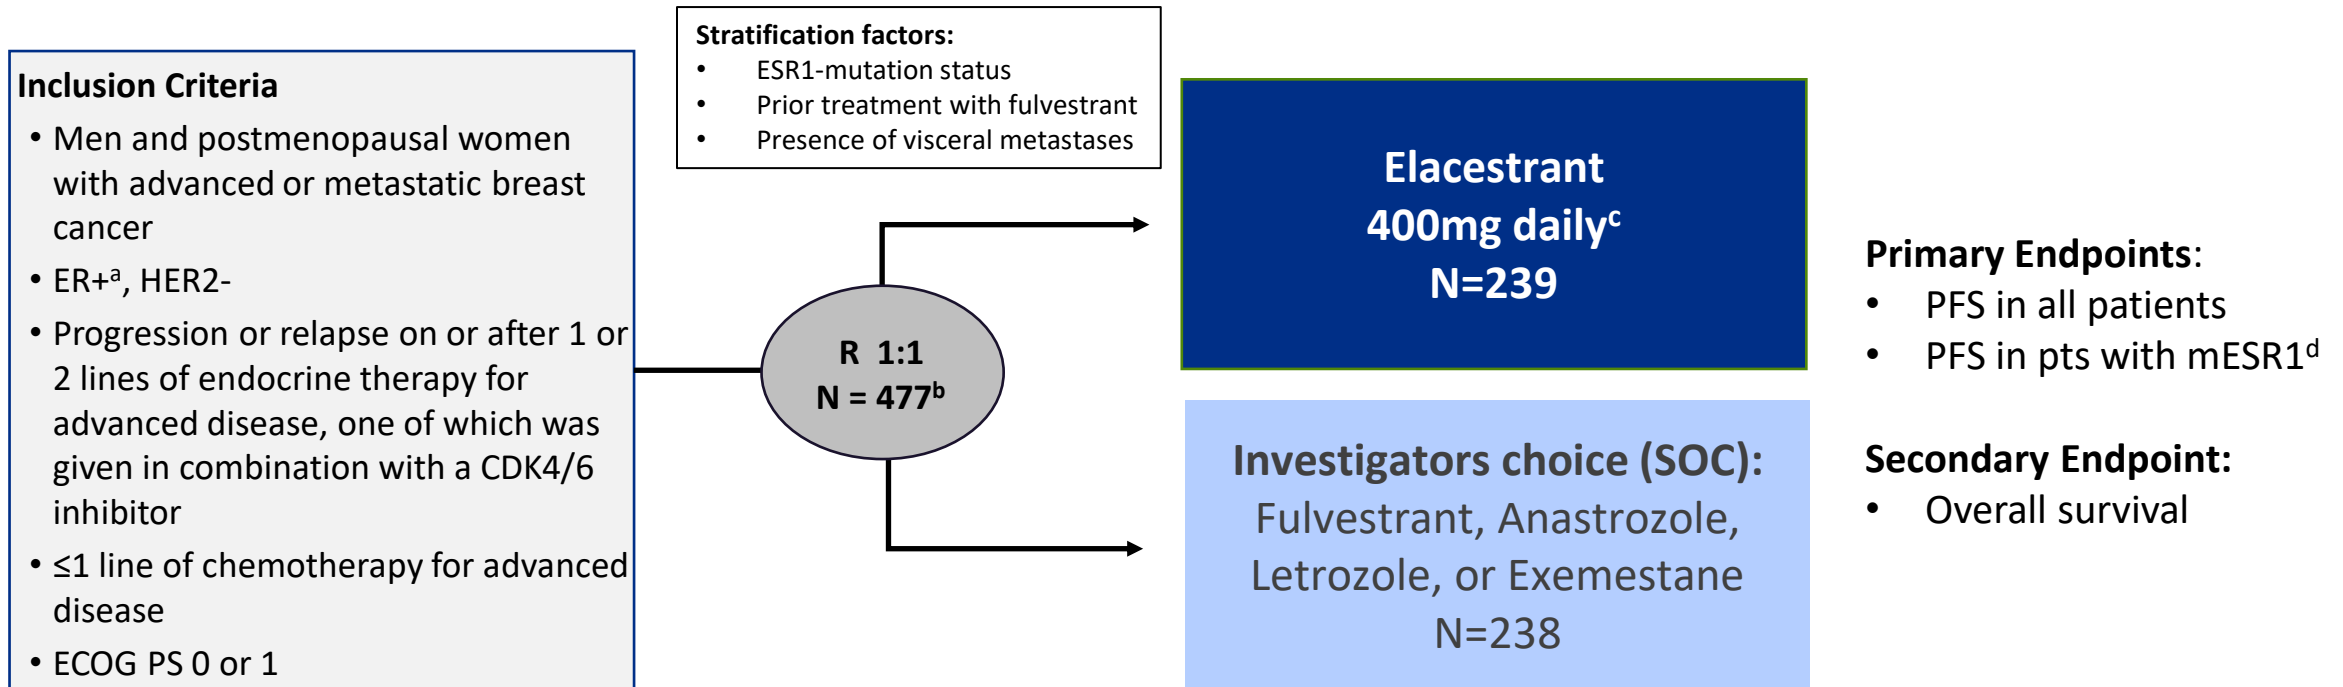 Stratification factors:
• ESR1-mutation status
• Prior treatment with fulvestrant
• Presence of visceral metastases
Inclusion Criteria
• Men and postmenopausal women
with advanced or metastatic breast
cancer
• ER+ᵃ, HER2-
• Progression or relapse on or after 1 or
2 lines of endocrine therapy for
advanced disease, one of which was
given in combination with a CDK4/6
inhibitor
• ≤1 line of chemotherapy for advanced
disease
• ECOG PS 0 or 1
R 1:1
N = 477ᵇ
Elacestrant
400mg dailyᶜ
N=239
Investigators choice (SOC):
Fulvestrant, Anastrozole,
Letrozole, or Exemestane
N=238
Primary Endpoints:
• PFS in all patients
• PFS in pts with mESR1ᵈ
Secondary Endpoint:
• Overall survival